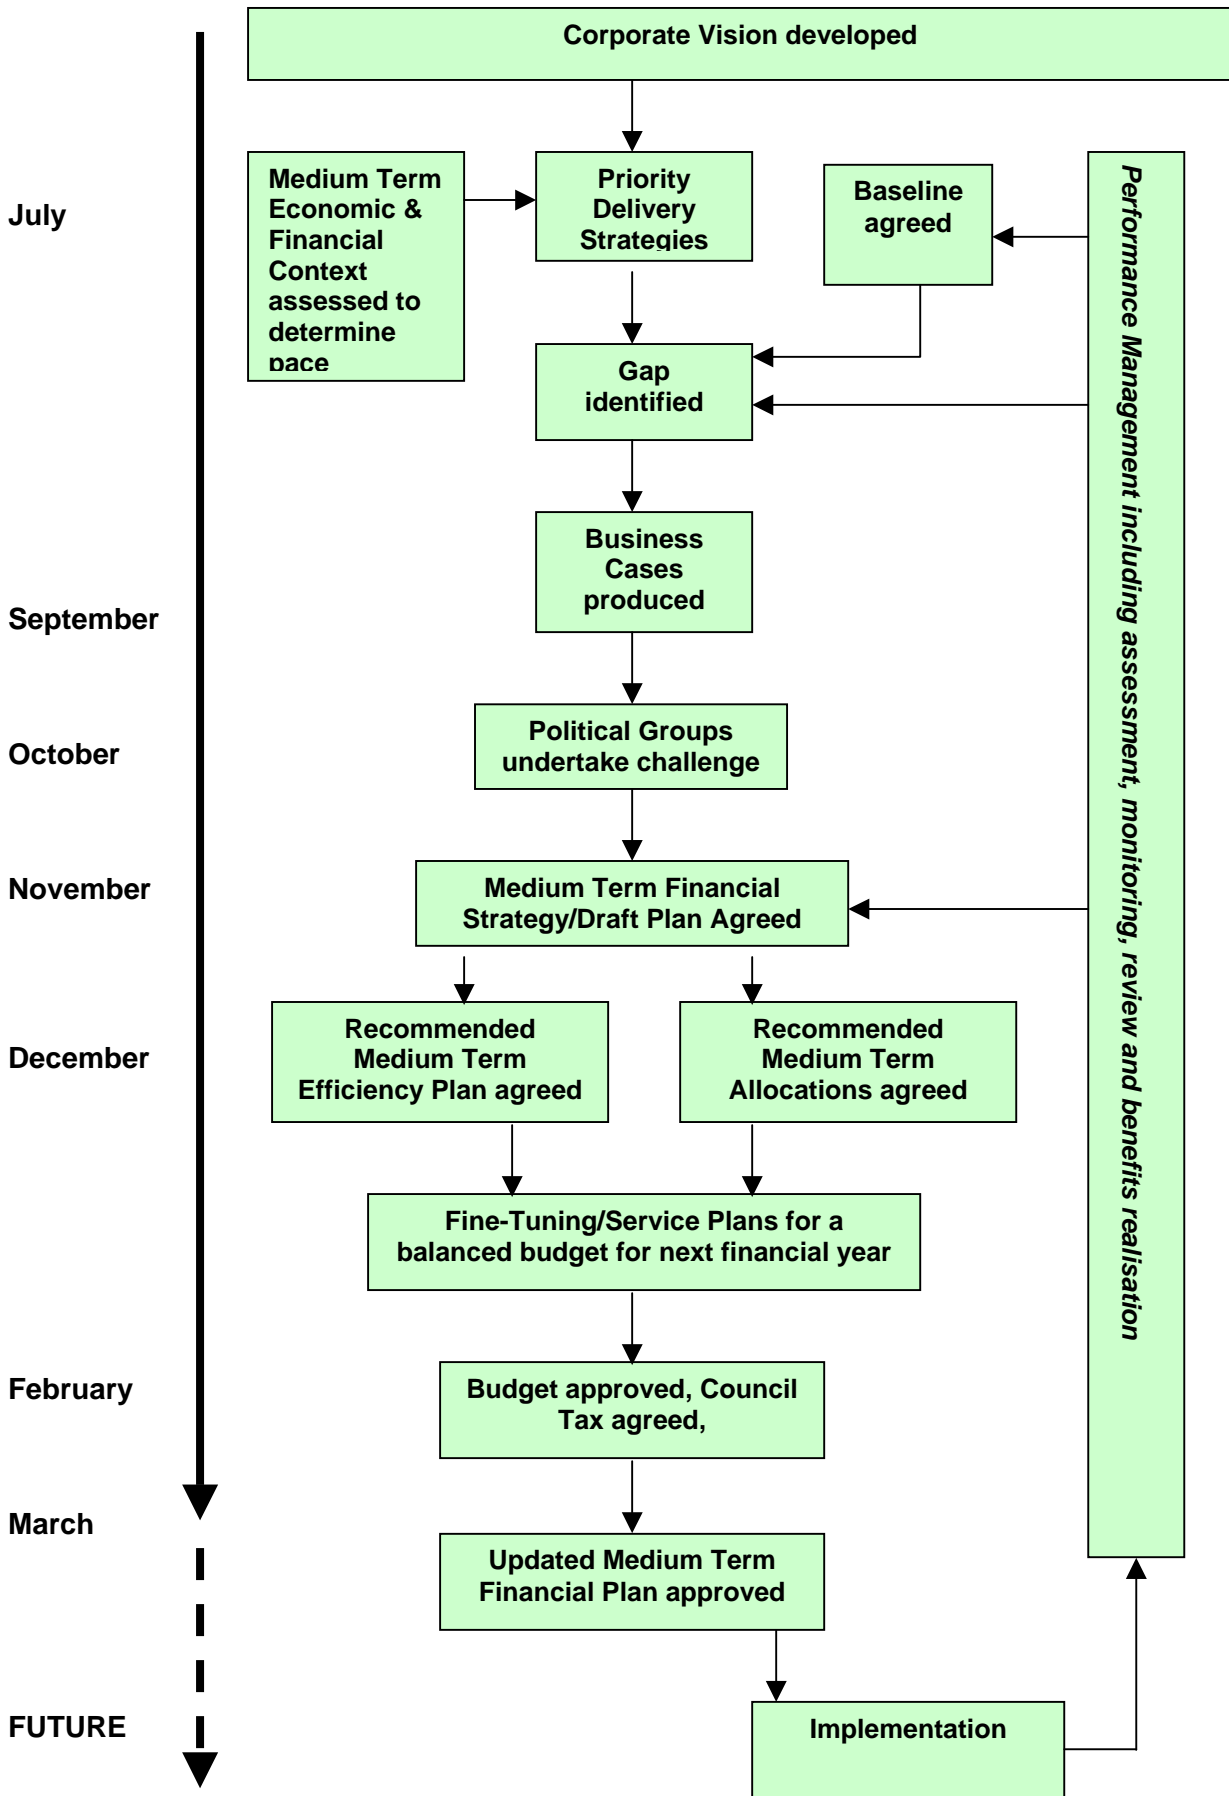 Corporate Vision developed
July
Medium Term
Economic &
Financial
Context
assessed to
determine
pace
Priority
Delivery
Strategies
Baseline
agreed
Performance Management including assessment, monitoring, review and benefits realisation
Gap
identified
Business
Cases
produced
September
October
Political Groups
undertake challenge
November
Medium Term Financial
Strategy/Draft Plan Agreed
December
Recommended
Medium Term
Efficiency Plan agreed
Recommended
Medium Term
Allocations agreed
Fine-Tuning/Service Plans for a
balanced budget for next financial year
February
Budget approved, Council
Tax agreed,
March
Updated Medium Term
Financial Plan approved
FUTURE
Implementation